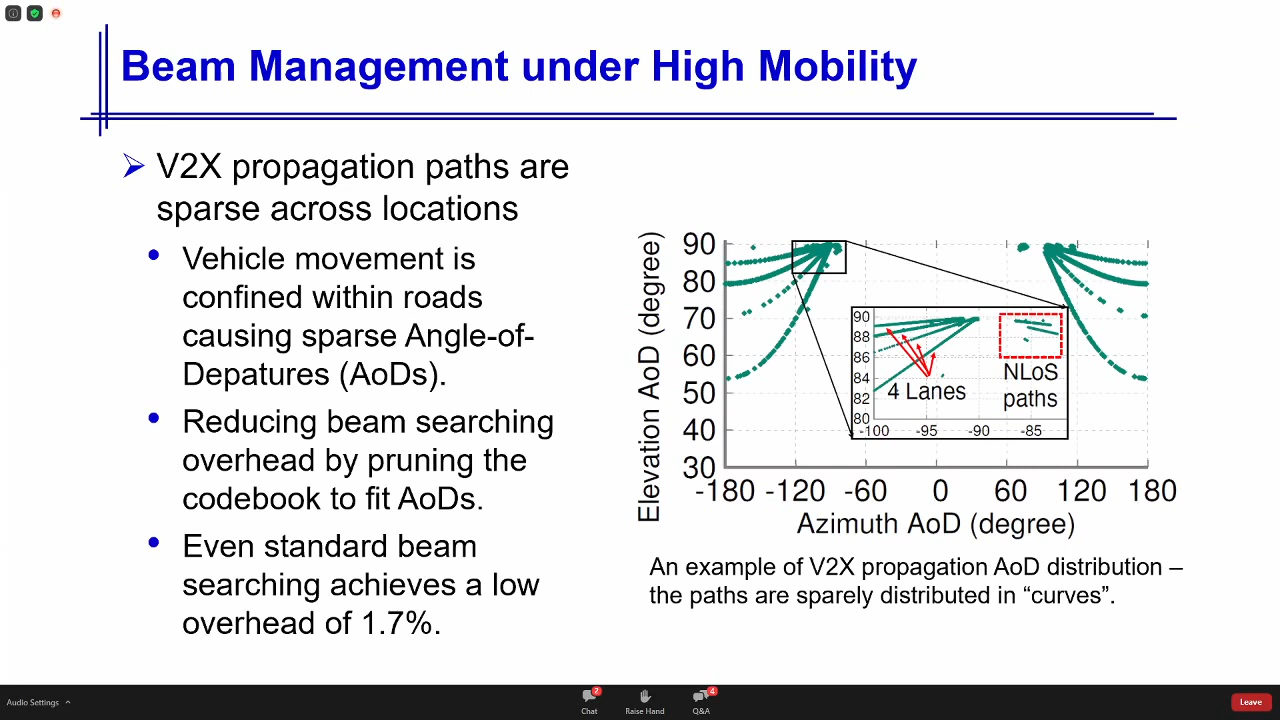 Beam Management under High Mobility
V2X propagation paths are
sparse across locations
Vehicle movement is
confined within roads
causing sparse Angle-of-
Depatures (AoDs).
Reducing beam searching
overhead by pruning the
codebook to fit AoDs.
Even standard beam
searching achieves a low
overhead of 1.7%.
Elevation AoD (degree)
90
80
70
60
50
40
30
-180 -120 -60 0 60 120 180
Azimuth AoD (degree)
90
88
86
84
82
80
-100 -95 -90 -85
4 Lanes
NLoS
paths
An example of V2X propagation AoD distribution –
the paths are sparely distributed in “curves”.
Audio Settings
2
Chat
Raise Hand
4
Q&A
Leave